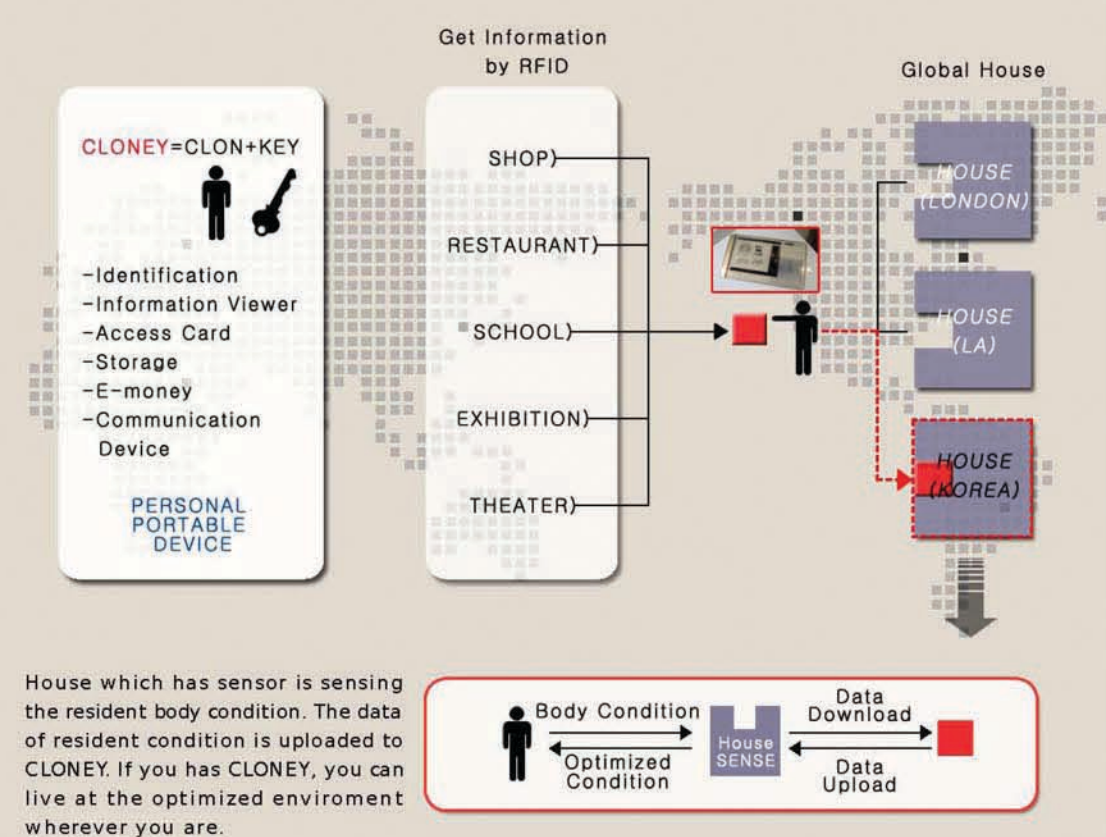 Get Information
by RFID
Global House
CLONEY=CLON+KEY
-Identification
-Information Viewer
-Access Card
-Storage
-E-money
-Communication
Device
PERSONAL
PORTABLE
DEVICE
SHOP)
RESTAURANT)
SCHOOL)
EXHIBITION)
THEATER)
HOUSE
(LONDON)
HOUSE
(LA)
HOUSE
(KOREA)
House which has sensor is sensing
the resident body condition. The data
of resident condition is uploaded to
CLONEY. If you has CLONEY, you can
live at the optimized enviroment
wherever you are.
Body Condition
Optimized
Condition
House
SENSE
Data
Download
Data
Upload